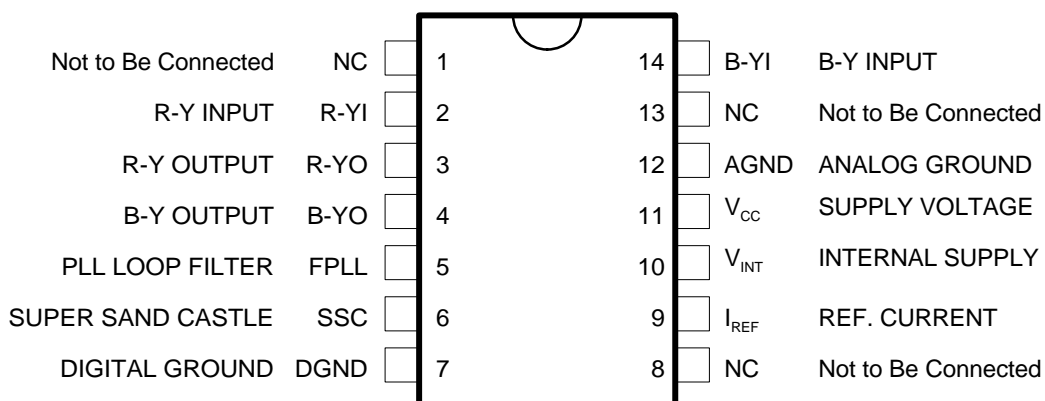 Not to Be Connected NC 1 14 B-YI B-Y INPUT
R-Y INPUT R-YI 2 13 NC Not to Be Connected
R-Y OUTPUT R-YO 3 12 AGND ANALOG GROUND
B-Y OUTPUT B-YO 4 11 VCC SUPPLY VOLTAGE
PLL LOOP FILTER FPLL 5 10 VINT INTERNAL SUPPLY
SUPER SAND CASTLE SSC 6 9 IREF REF. CURRENT
DIGITAL GROUND DGND 7 8 NC Not to Be Connected